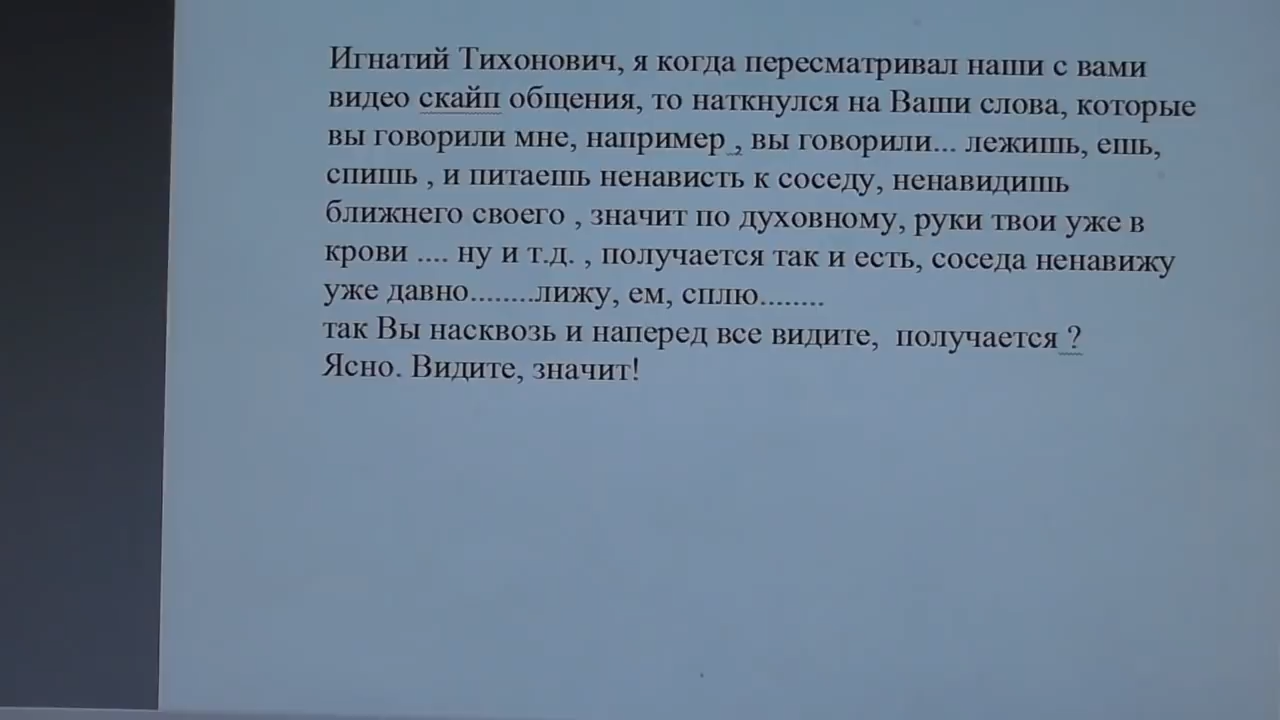 Игнатий Тихонович, я когда пересматривал наши с вами
видео скайп общения, то наткнулся на Ваши слова, которые
вы говорили мне, например , вы говорили... лежишь, ешь,
спишь , и питаешь ненависть к соседу, ненавидишь
ближнего своего , значит по духовному, руки твои уже в
крови .... ну и т.д. , получается так и есть, соседа ненавижу
уже давно........лижу, ем, сплю........
так Вы насквозь и наперед все видите,  получается ?
Ясно. Видите, значит!